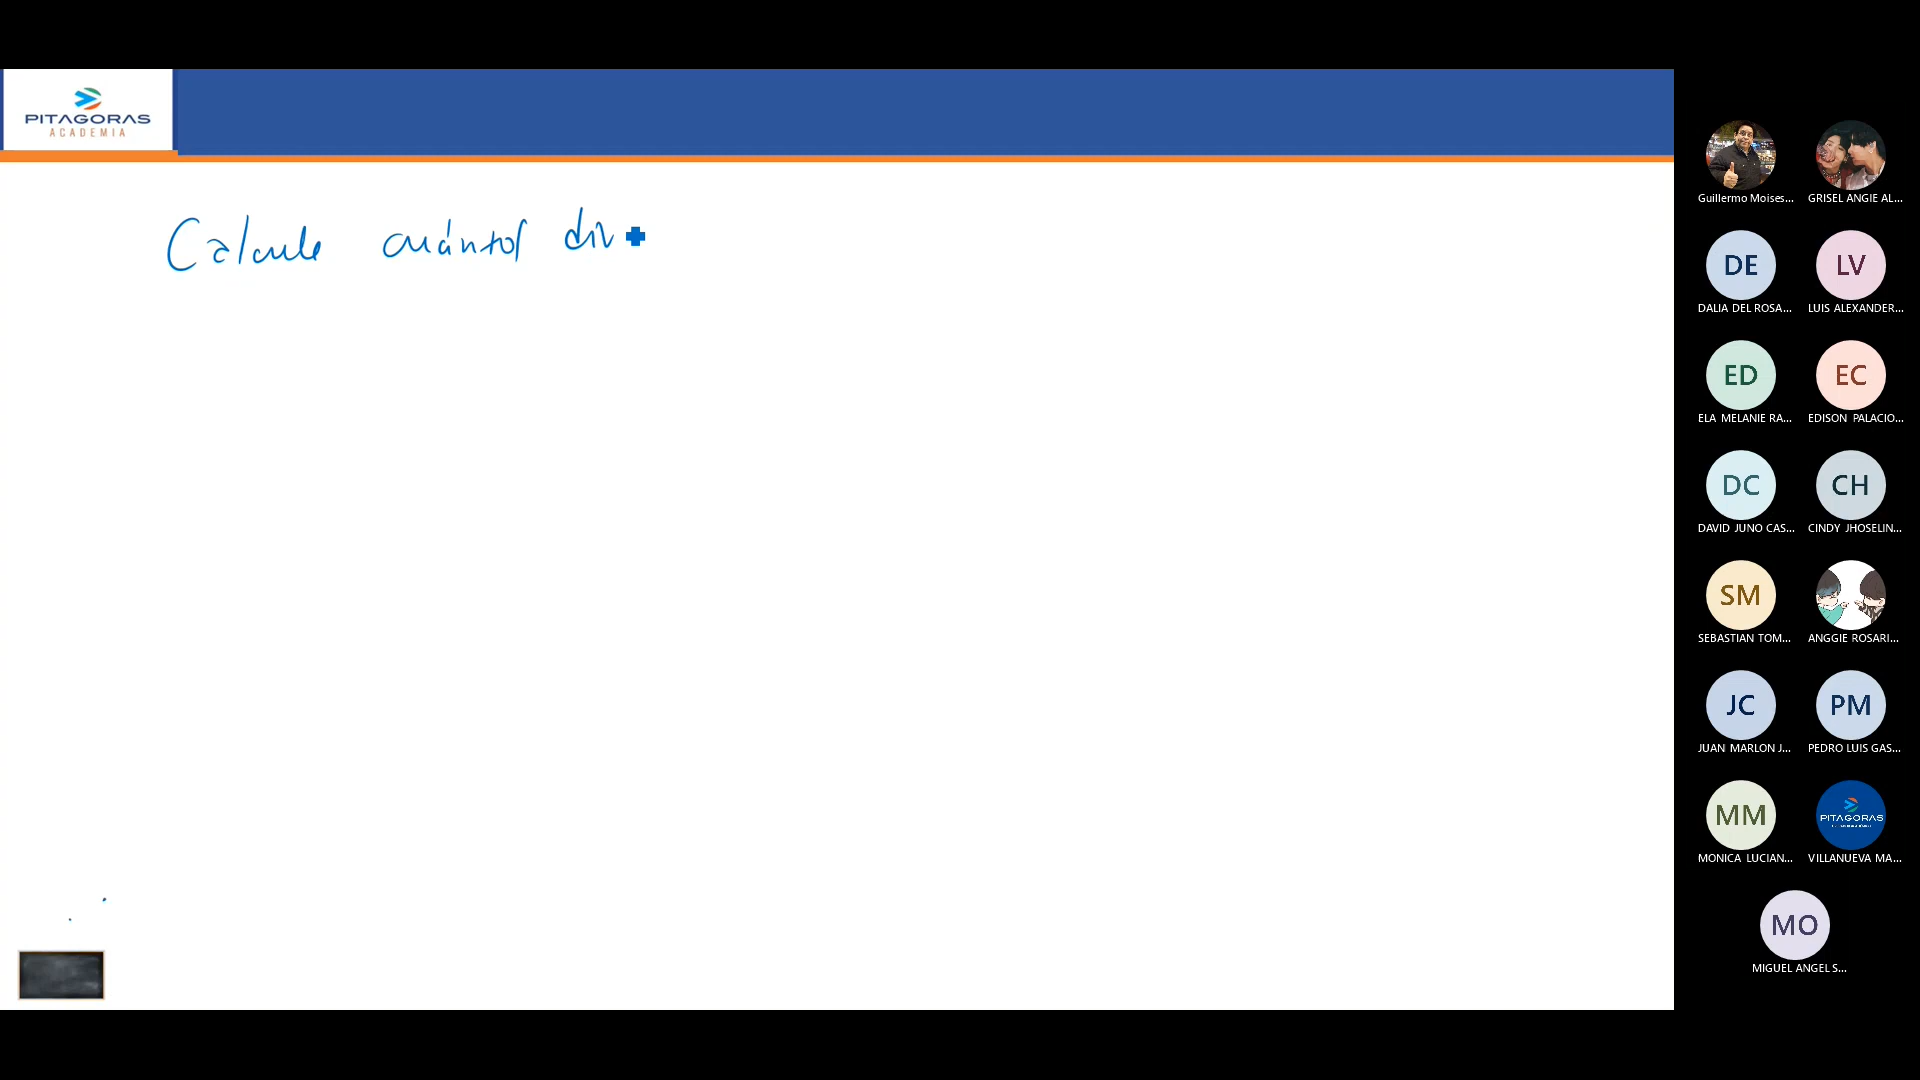 PITAGORAS
ACADEMIA
Calcule cuántos div
Guillermo Moises...
GRISEL ANGIE AL...
DE
LV
DALIA DEL ROSA...
LUIS ALEXANDER...
ED
EC
ELA MELANIE RA...
EDISON PALACIO...
DC
CH
DAVID JUNO CAS...
CINDY JHOSELIN...
SM
SEBASTIAN TOM...
ANGGIE ROSARI...
JC
PM
JUAN MARLON J...
PEDRO LUIS GAS...
MM
PITAGORAS
MONICA LUCIAN...
VILLANUEVA MA...
MO
MIGUEL ANGEL S...